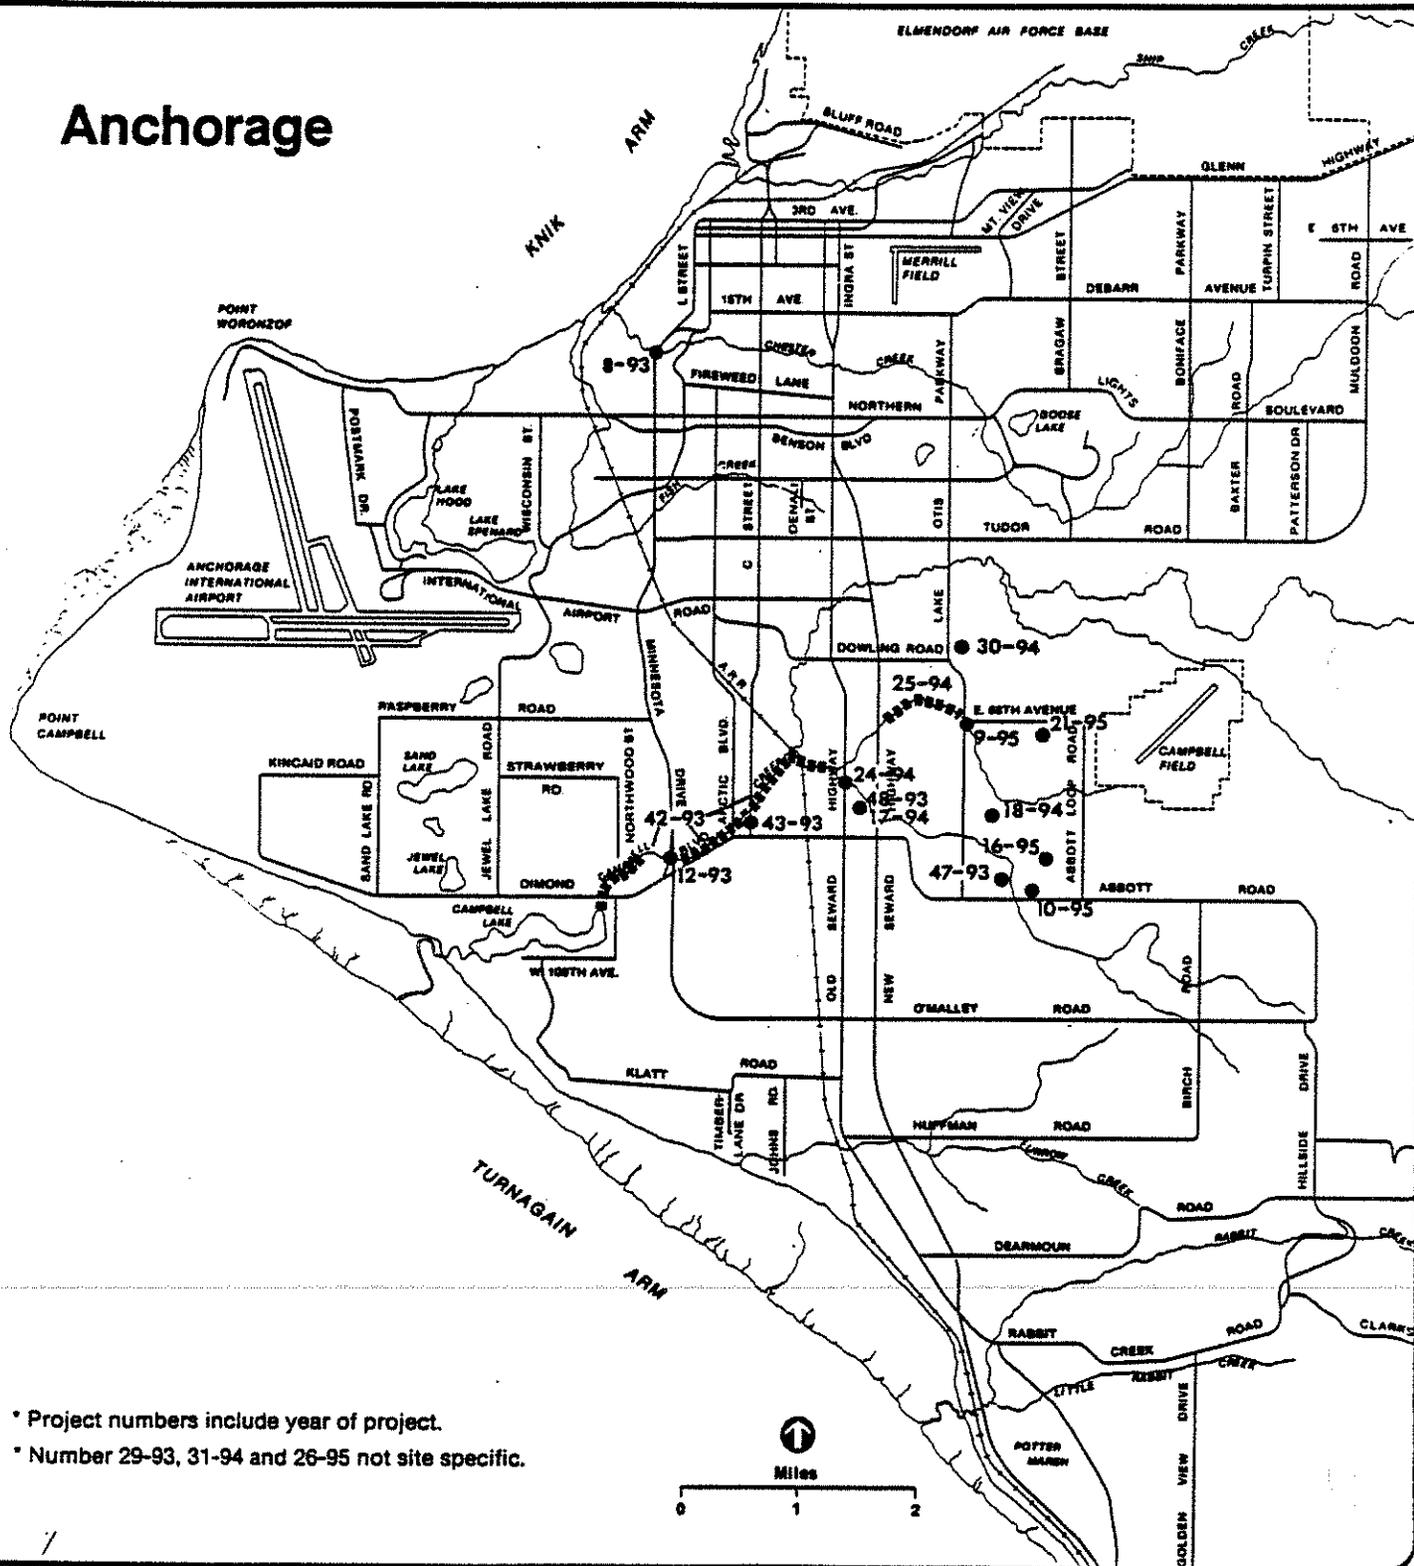 ELMENDORF AIR FORCE BASE
SHIP
CREEK
Anchorage
ARM
KNIK
BLUFF ROAD
GLENN
HIGHWAY
MT. VIEW
DRIVE
3RD AVE.
L STREET
INGRA ST
MERRILL
FIELD
STREET
PARKWAY
TURPIN STREET
E 6TH AVE
ROAD
DEBARR
AVENUE
15TH AVE
POINT
WORONZOF
8-93
CHESTER
CREEK
PARKWAY
BRAGAW
BONIFACE
ROAD
MULDOON
FIREWEED LANE
LIGHTS
NORTHERN
BOULEVARD
BENSON BLVD
GOOSE
LAKE
POSTMARK DR.
WISCONSIN ST.
LAKE
HOOD
LAKE
SPENARD
CREEK
FISH
STREET
C
DENALI
ST.
OTIS
TUDOR
ROAD
BAXTER
PATTERSON DR
ANCHORAGE
INTERNATIONAL
AIRPORT
INTERNATIONAL
AIRPORT
ROAD
LAKE
DOWLING ROAD
30-94
MINNESOTA
A.R.R.
25-94
E. 68TH AVENUE
9-95
21-95
POINT
CAMPBELL
RASPBERRY
ROAD
KINCAID ROAD
SAND
LAKE
ROAD
STRAWBERRY
RD.
NORTHWOOD ST
DRIVE
ARCTIC BLVD.
CREEK
HIGHWAY
HIGHWAY
24-94
48-93
17-94
18-94
LOOP ROAD
CAMPBELL
FIELD
42-93
43-93
16-95
SAND LAKE RD
JEWEL LAKE
JEWEL
LAKE
CAMPBELL
BLVD
12-93
47-93
ABBOTT
10-95
DIMOND
ABBOTT
ROAD
CAMPBELL
LAKE
SEWARD
SEWARD
W. 100TH AVE.
OLD
NEW
ROAD
O'MALLEY
ROAD
KLATT
ROAD
TIMBER-
LANE DR
JOHNS RD
BIRCH
DRIVE
HUFFMAN
ROAD
FURROW
CREEK
HILLSIDE
TURNAGAIN
ARM
ROAD
DEARMOUN
RABBIT
CREEK
RABBIT
CREEK
ROAD
CLARKS
LITTLE
RABBIT
CREEK
DRIVE
VIEW
GOLDEN
POTTER
MARSH
* Project numbers include year of project.
* Number 29-93, 31-94 and 26-95 not site specific.
Miles
0 1 2